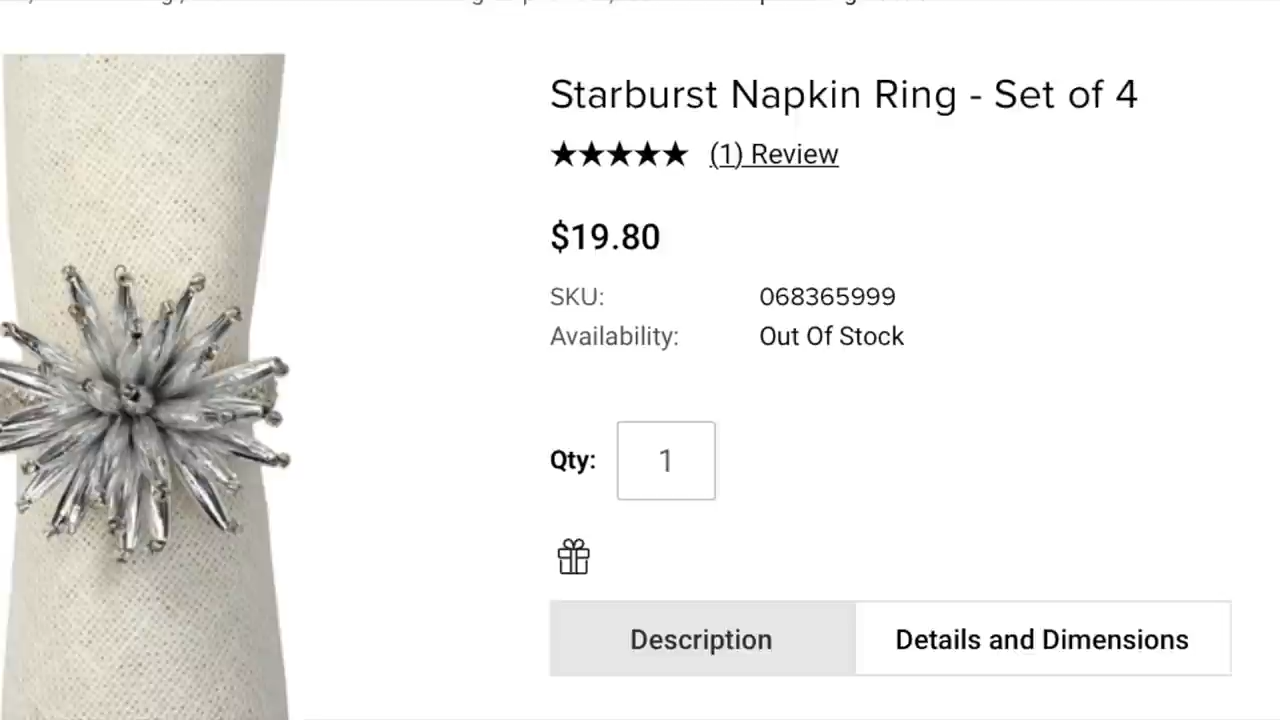 Starburst Napkin Ring - Set of 4
★★★★★ (1) Review
$19.80
SKU: 068365999
Availability: Out Of Stock
Qty: 1
Description Details and Dimensions